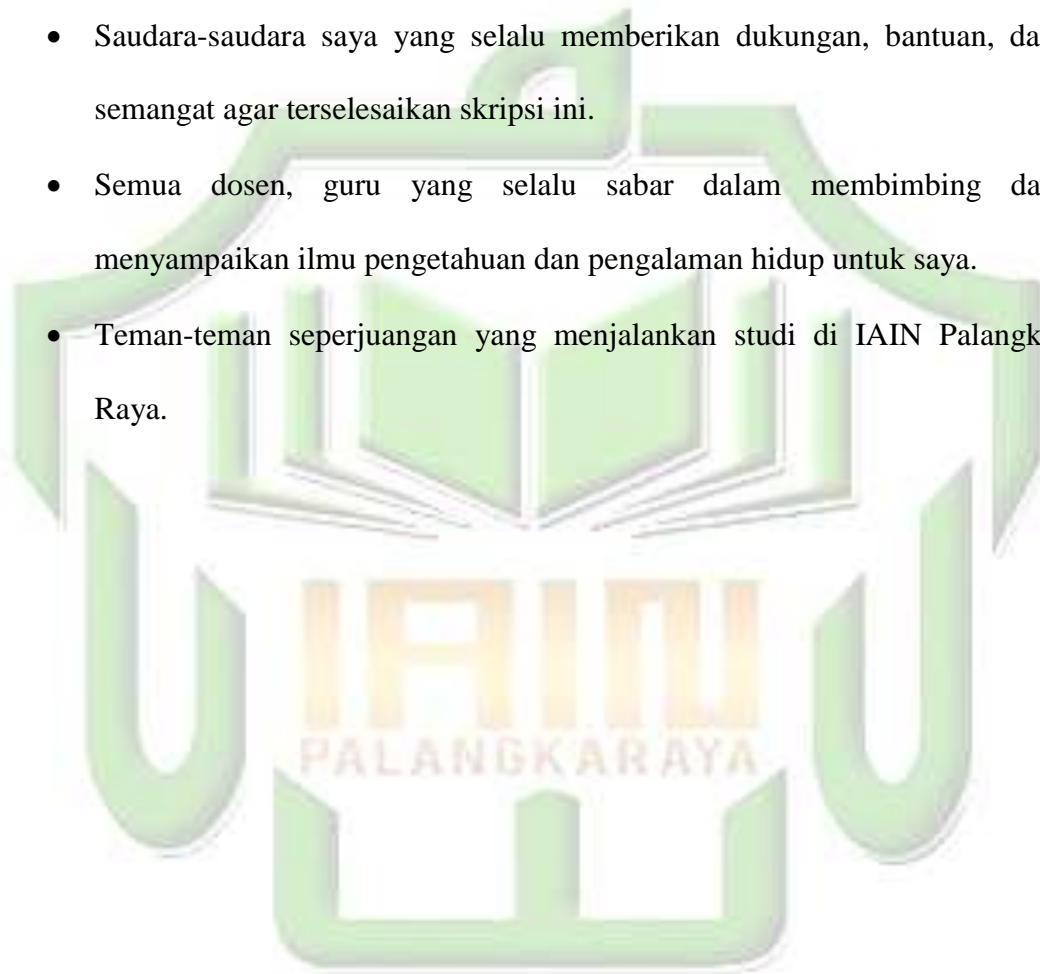 • Saudara-saudara saya yang selalu memberikan dukungan, bantuan, da
semangat agar terselesaikan skripsi ini.
• Semua dosen, guru yang selalu sabar dalam membimbing da
menyampaikan ilmu pengetahuan dan pengalaman hidup untuk saya.
• Teman-teman seperjuangan yang menjalankan studi di IAIN Palangk
Raya.
IAIN
PALANGKARAYA